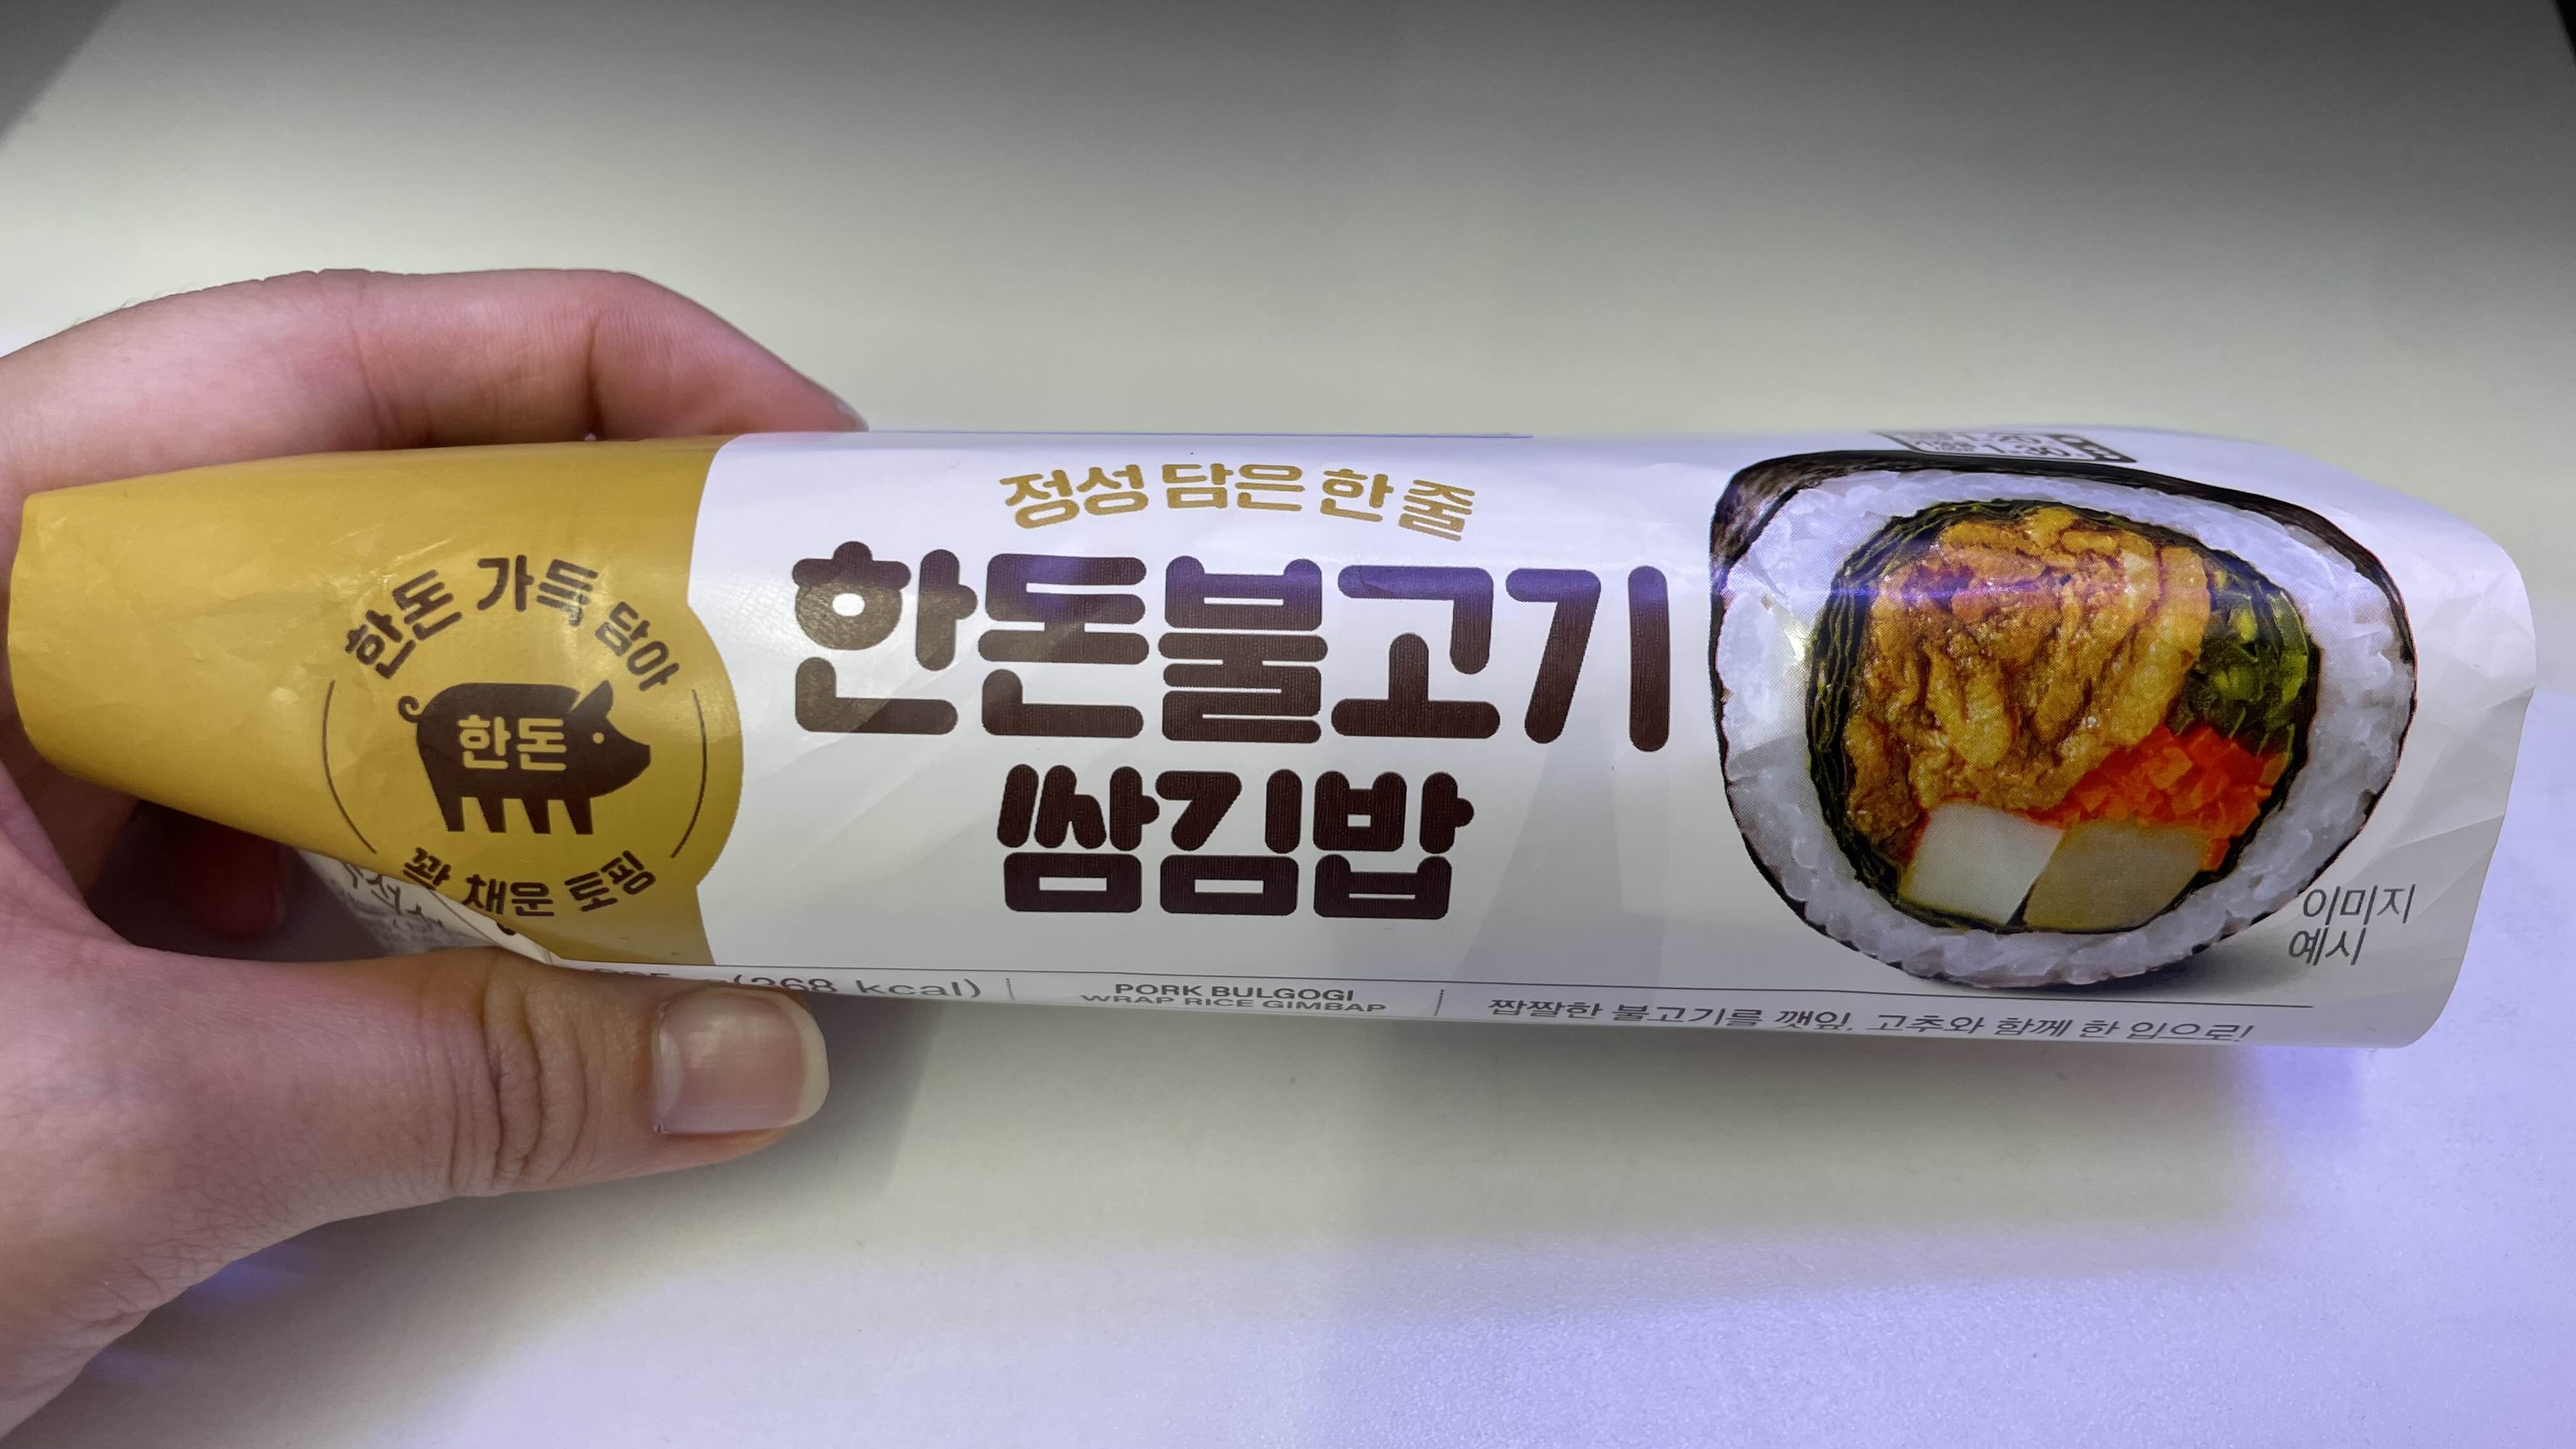 한돈 가득 담아
한돈
꽉 채운 토핑
정성 담은 한 줄
한돈불고기
쌈김밥
이미지
예시
(268 kcal)
PORK BULGOGI
WRAP RICE GIMBAP
짭짤한 불고기를 깻잎, 고추와 함께 한 입으로!